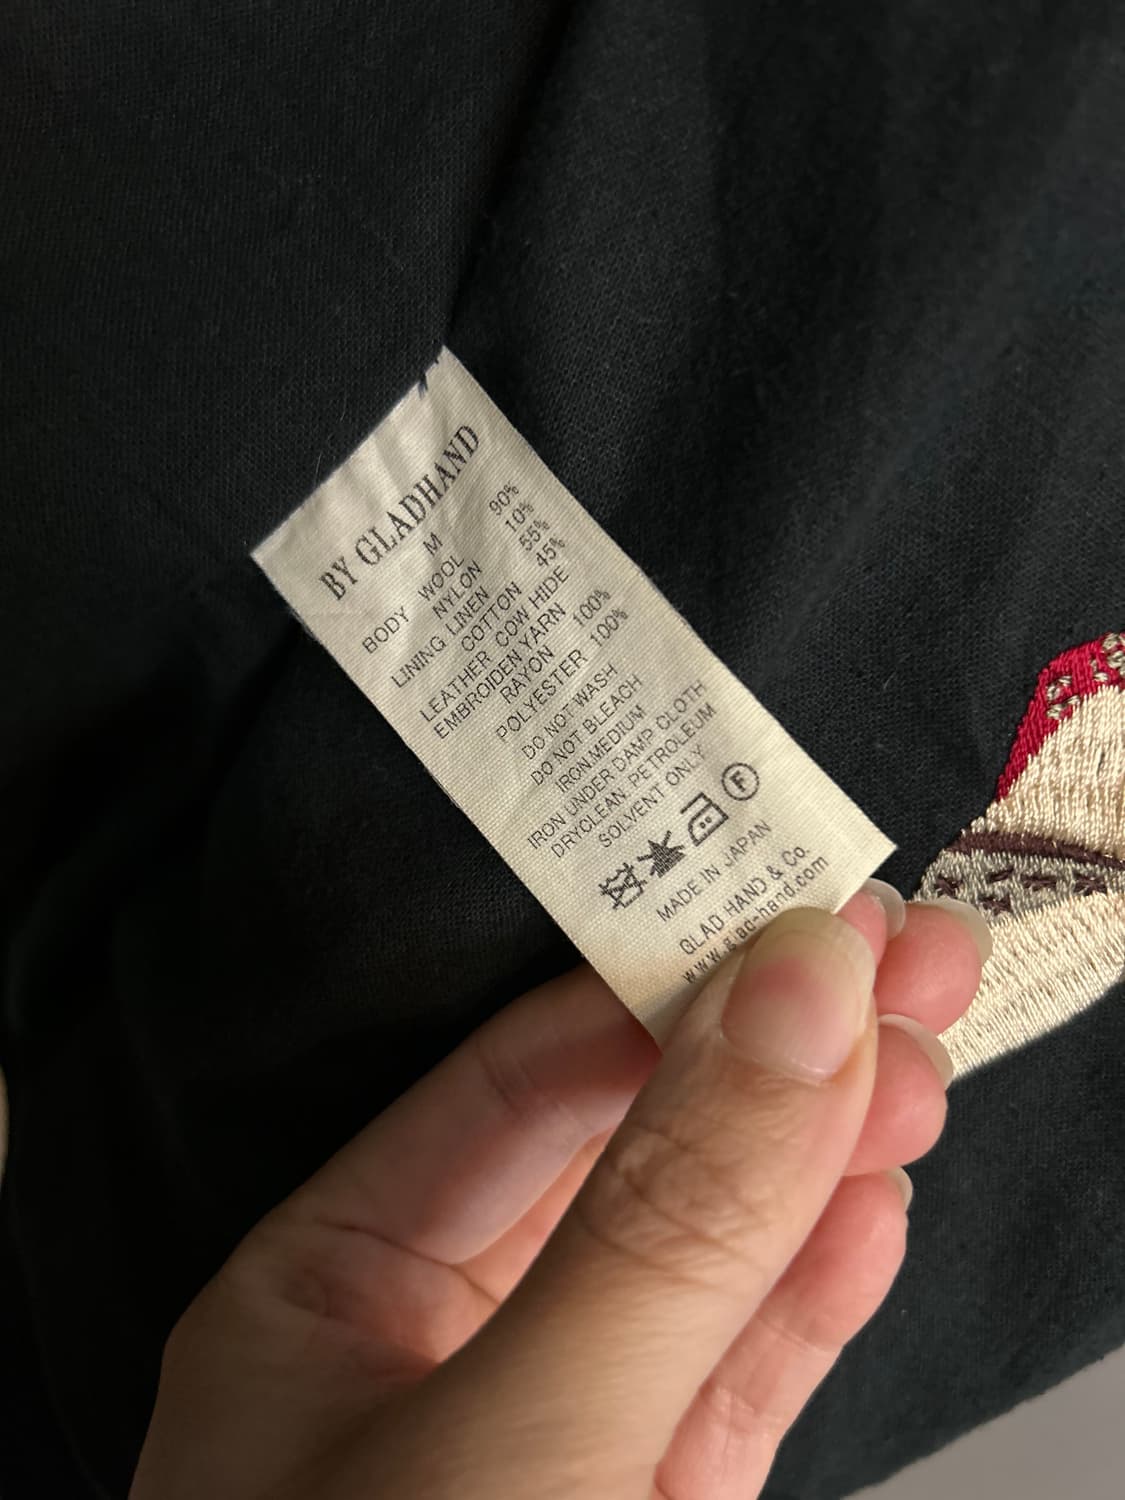 BY GLADHAND
M
BODY WOOL 90%
NYLON 10%
LINING LINEN 55%
COTTON 45%
LEATHER COW HIDE
EMBROIDEN YARN
RAYON 100%
POLYESTER 100%
DO NOT WASH
DO NOT BLEACH
IRON.MEDIUM
IRON UNDER DAMP CLOTH
DRYCLEAN. PETROLEUM
SOLVENT ONLY
F
MADE IN JAPAN
GLAD HAND & Co.
www.glad-hand.com